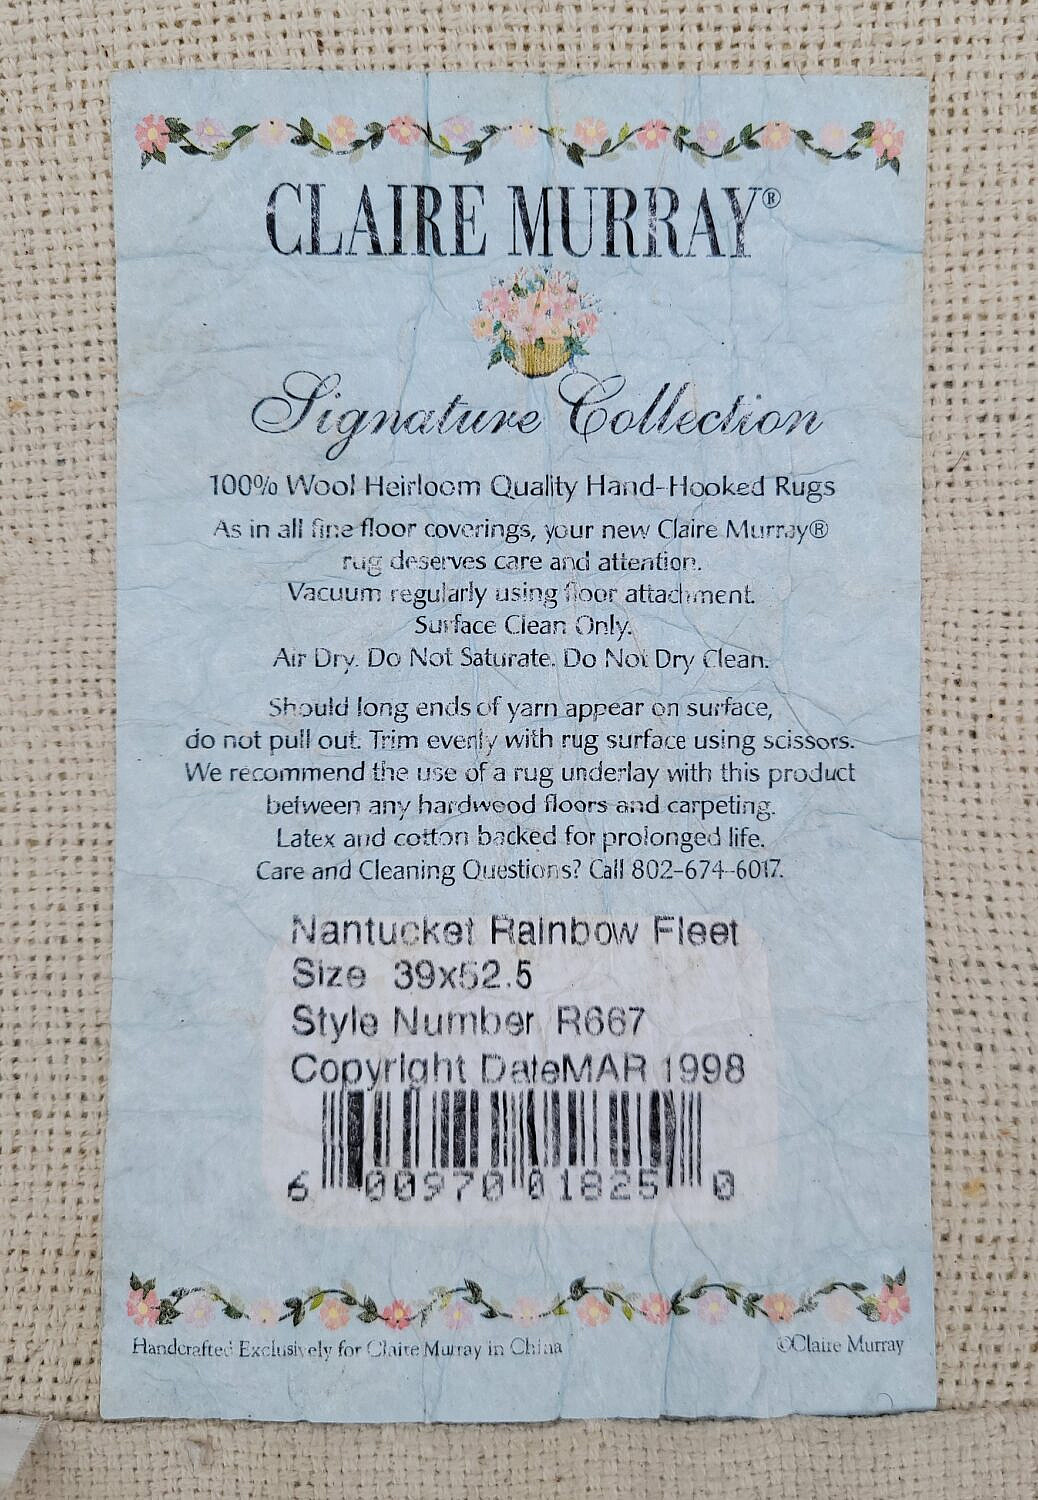 CLAIRE MURRAY®
Signature Collection
100% Wool Heirloom Quality Hand-Hooked Rugs
As in all fine floor coverings, your new Claire Murray®
rug deserves care and attention.
Vacuum regularly using floor attachment.
Surface Clean Only.
Air Dry. Do Not Saturate. Do Not Dry Clean.
Should long ends of yarn appear on surface,
do not pull out. Trim evenly with rug surface using scissors.
We recommend the use of a rug underlay with this product
between any hardwood floors and carpeting.
Latex and cotton backed for prolonged life.
Care and Cleaning Questions? Call 802-674-6017.
Nantucket Rainbow Fleet
Size 39x52.5
Style Number R667
Copyright DateMAR 1998
6 00970 01825 0
Handcrafted Exclusively for Claire Murray in China
©Claire Murray